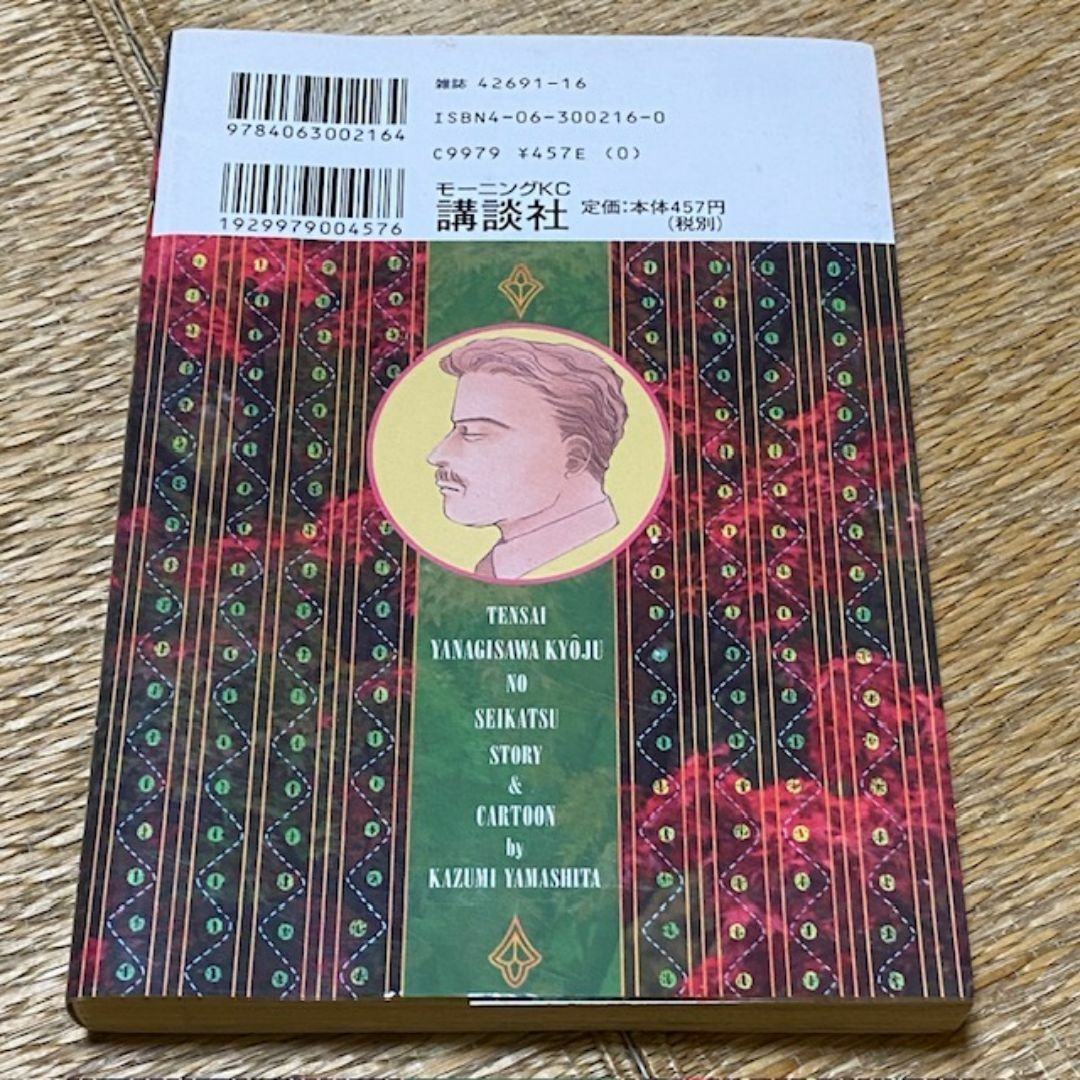 9784063002164
雑誌 42691-16
ISBN4-06-300216-0
C9979 ¥457E (0)
1929979004576
モーニングKC
講談社 定価:本体457円
(税別)
TENSAI
YANAGISAWA KYÔJU
NO
SEIKATSU
STORY
&
CARTOON
by
KAZUMI YAMASHITA